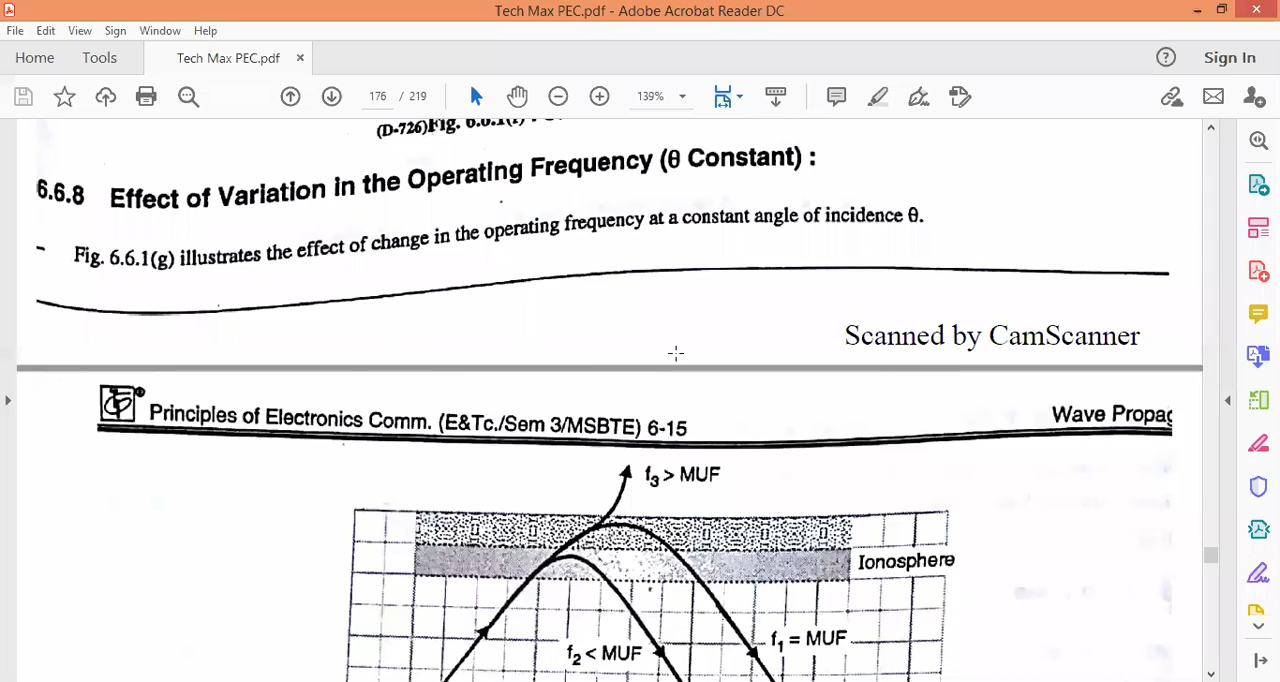 Tech Max PEC.pdf - Adobe Acrobat Reader DC
File Edit View Sign Window Help
Home Tools Tech Max PEC.pdf × Sign In
176 / 219 139%
6.6.8 Effect of Variation in the Operating Frequency (θ Constant) :
- Fig. 6.6.1(g) illustrates the effect of change in the operating frequency at a constant angle of incidence θ.
Scanned by CamScanner
Principles of Electronics Comm. (E&Tc./Sem 3/MSBTE) 6-15 Wave Propag
f₃ > MUF
Ionosphere
f₁ = MUF
f₂ < MUF